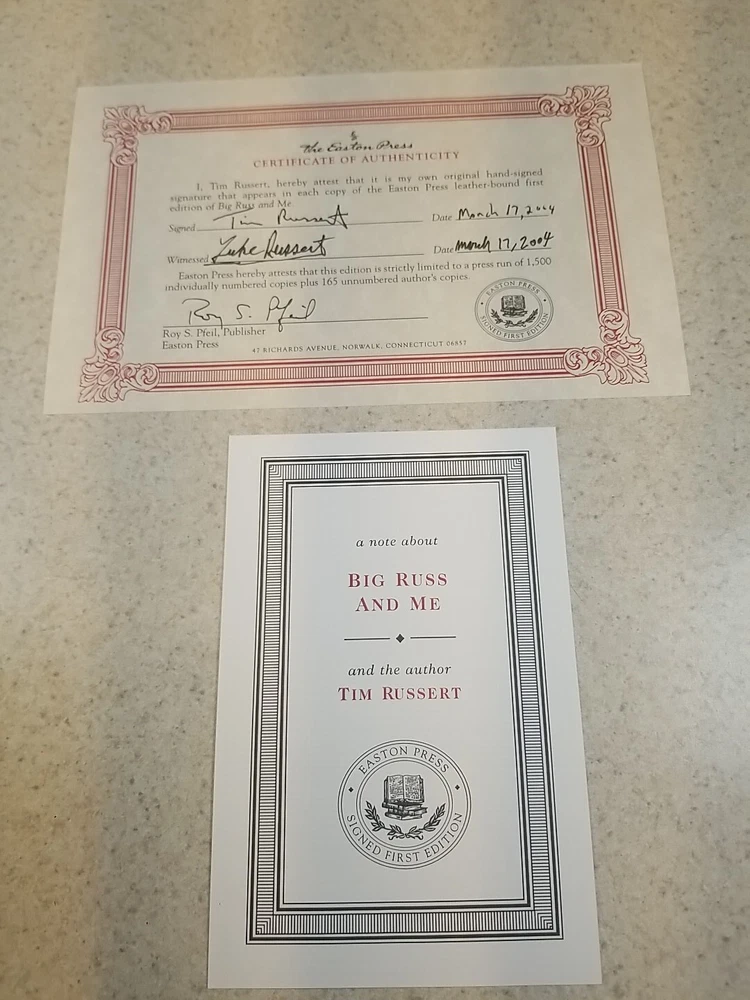 the Easton Press
CERTIFICATE OF AUTHENTICITY
I, Tim Russert, hereby attest that it is my own original hand-signed
signature that appears in each copy of the Easton Press leather-bound first
edition of Big Russ and Me.
Signed Tim Russert Date March 17, 2004
Witnessed Luke Russert Date March 17, 2004
Easton Press hereby attests that this edition is strictly limited to a press run of 1,500
individually numbered copies plus 165 unnumbered author's copies.
Roy S. Pfeil
Roy S. Pfeil, Publisher
Easton Press
47 RICHARDS AVENUE, NORWALK, CONNECTICUT 06857
EASTON PRESS
SIGNED FIRST EDITION
a note about
BIG RUSS
AND ME
and the author
TIM RUSSERT
EASTON PRESS
SIGNED FIRST EDITION